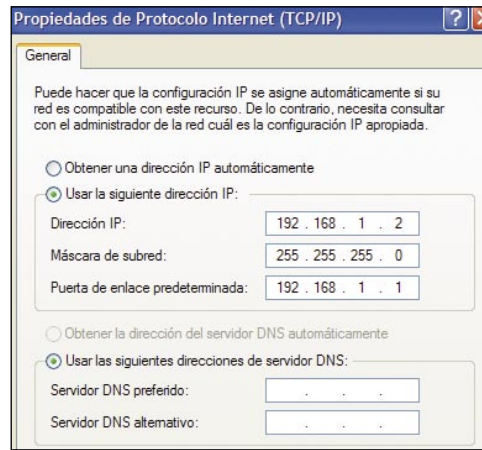 Propiedades de Protocolo Internet (TCP/IP)
General
Puede hacer que la configuración IP se asigne automáticamente si su
red es compatible con este recurso. De lo contrario, necesita consultar
con el administrador de la red cuál es la configuración IP apropiada.
Obtener una dirección IP automáticamente
Usar la siguiente dirección IP:
Dirección IP: 192 . 168 . 1 . 2
Máscara de subred: 255 . 255 . 255 . 0
Puerta de enlace predeterminada: 192 . 168 . 1 . 1
Obtener la dirección del servidor DNS automáticamente
Usar las siguientes direcciones de servidor DNS:
Servidor DNS preferido: . . .
Servidor DNS alternativo: . . .